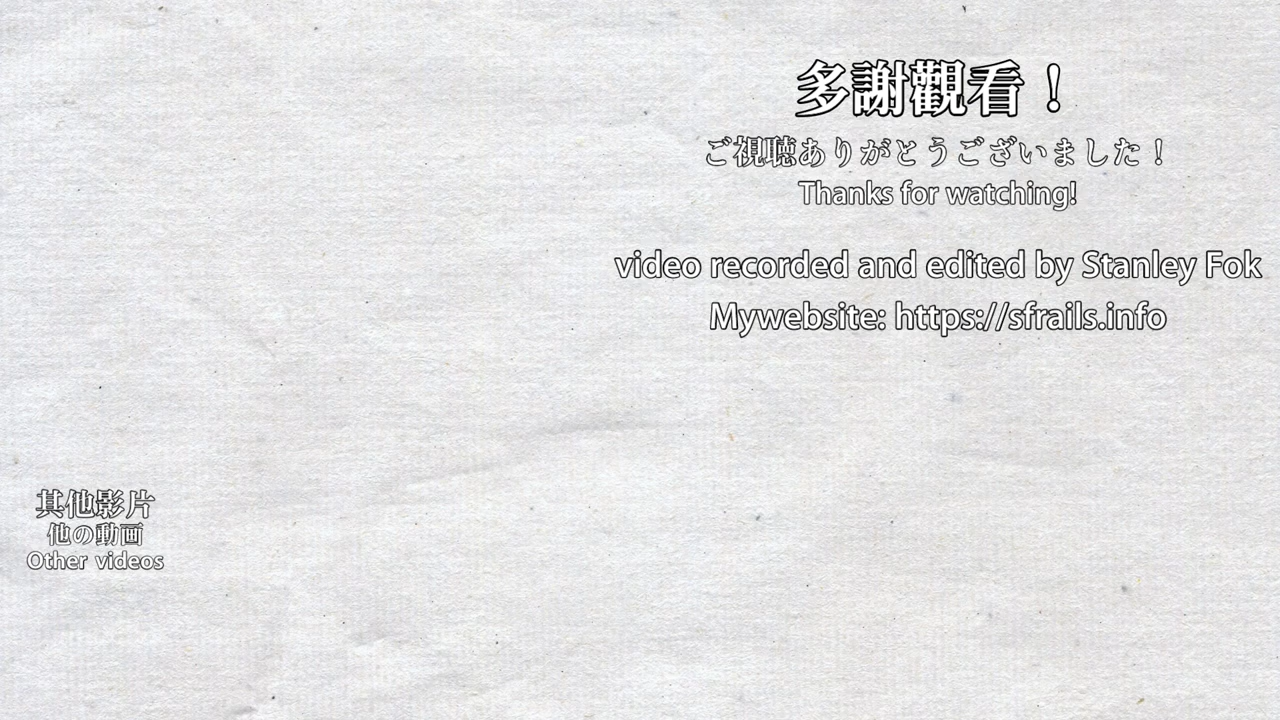 多謝觀看！
ご視聴ありがとうございました！
Thanks for watching!
video recorded and edited by Stanley Fok
Mywebsite: https://sfrails.info
其他影片
他の動画
Other videos